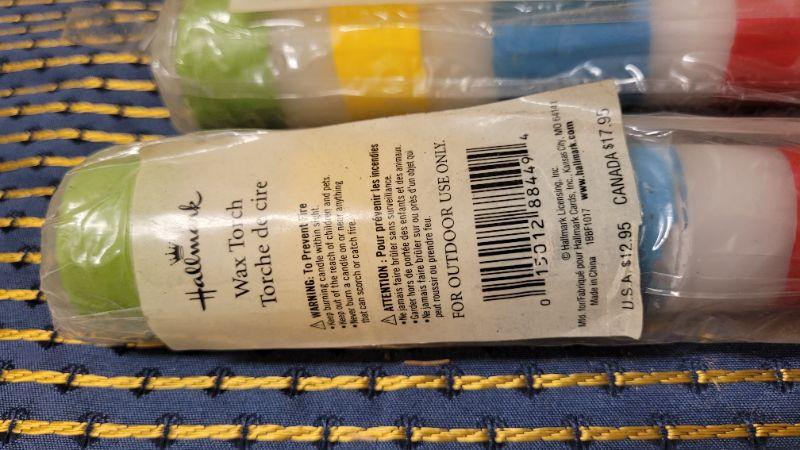 Hallmark
Wax Torch
Torche de cire
⚠ WARNING: To Prevent Fire
•Keep burning candle within sight.
•Keep out of the reach of children and pets.
•Never burn a candle on or near anything
that can scorch or catch fire.
⚠ ATTENTION : Pour prévenir les incendies
•Ne jamais faire brûler sans surveillance.
•Garder hors de portée des enfants et des animaux.
•Ne jamais faire brûler sur ou près d'un objet qui
peut roussir ou prendre feu.
FOR OUTDOOR USE ONLY.
0 15012 88449 4
© Hallmark Licensing, Inc.
Mfd. for/Fabriqué pour Hallmark Cards, Inc. Kansas City, MO 64141
Made in China 1BBP1017 www.hallmark.com
U.S.A. $12.95 CANADA $17.95